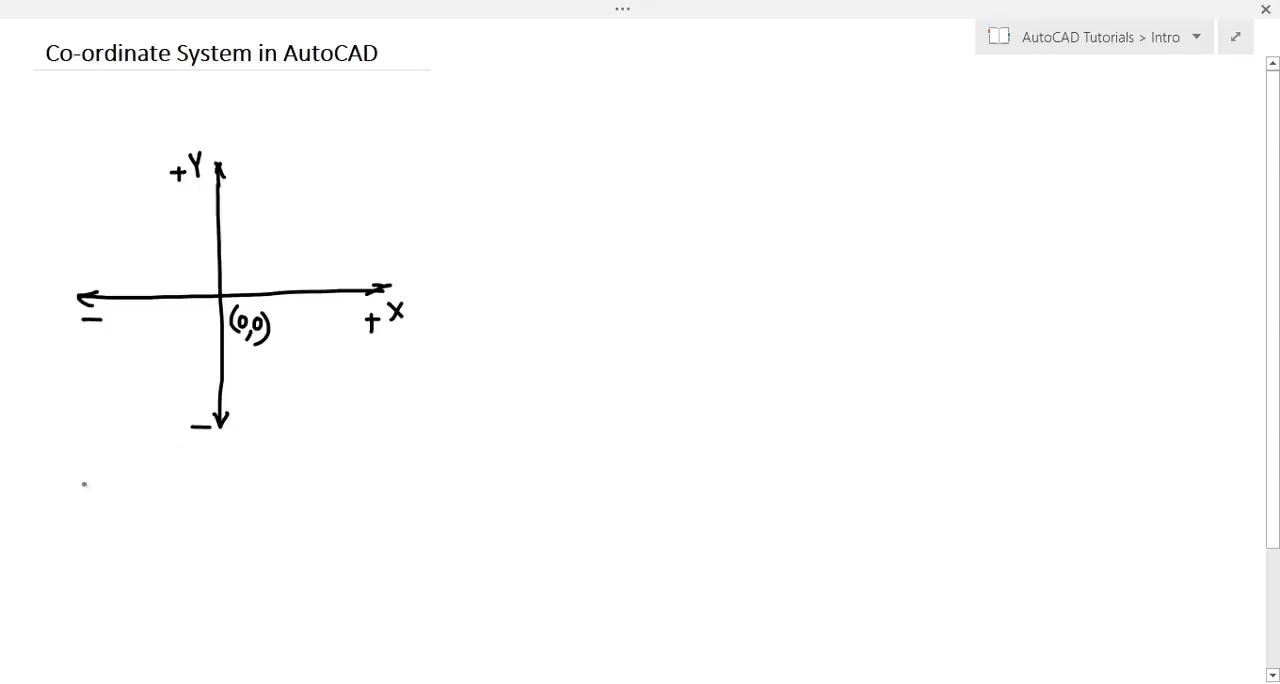 AutoCAD Tutorials > Intro
Co-ordinate System in AutoCAD
+Y
−
(0,0)
+ X
−